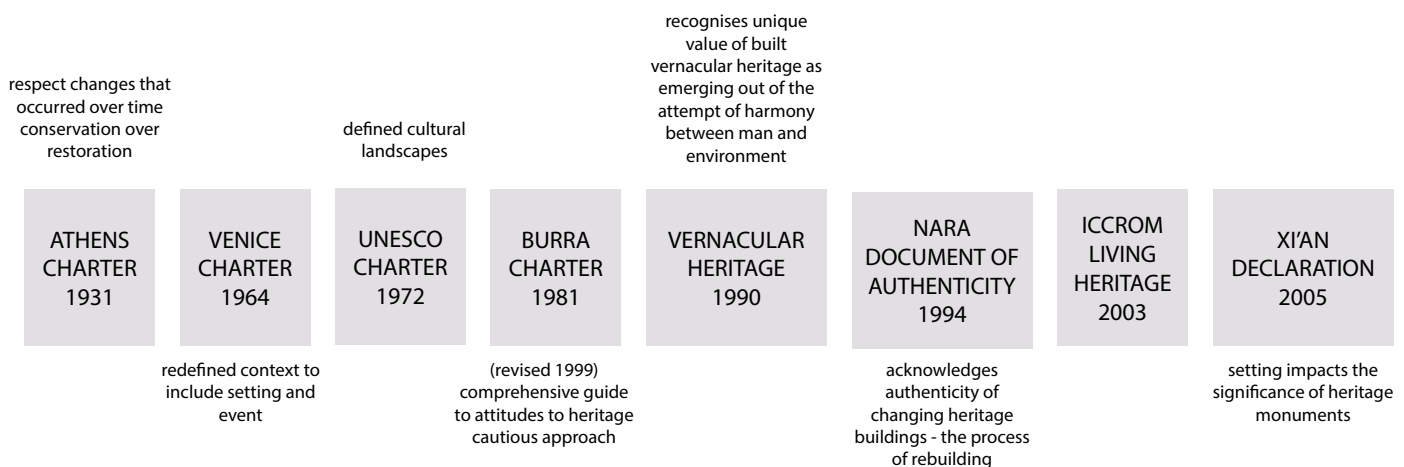 respect changes that
occurred over time
conservation over
restoration
ATHENS
CHARTER
1931
VENICE
CHARTER
1964
redefined context to
include setting and
event
defined cultural
landscapes
UNESCO
CHARTER
1972
BURRA
CHARTER
1981
(revised 1999)
comprehensive guide
to attitudes to heritage
cautious approach
recognises unique
value of built
vernacular heritage as
emerging out of the
attempt of harmony
between man and
environment
VERNACULAR
HERITAGE
1990
NARA
DOCUMENT OF
AUTHENTICITY
1994
acknowledges
authenticity of
changing heritage
buildings - the process
of rebuilding
ICCROM
LIVING
HERITAGE
2003
XI'AN
DECLARATION
2005
setting impacts the
significance of heritage
monuments